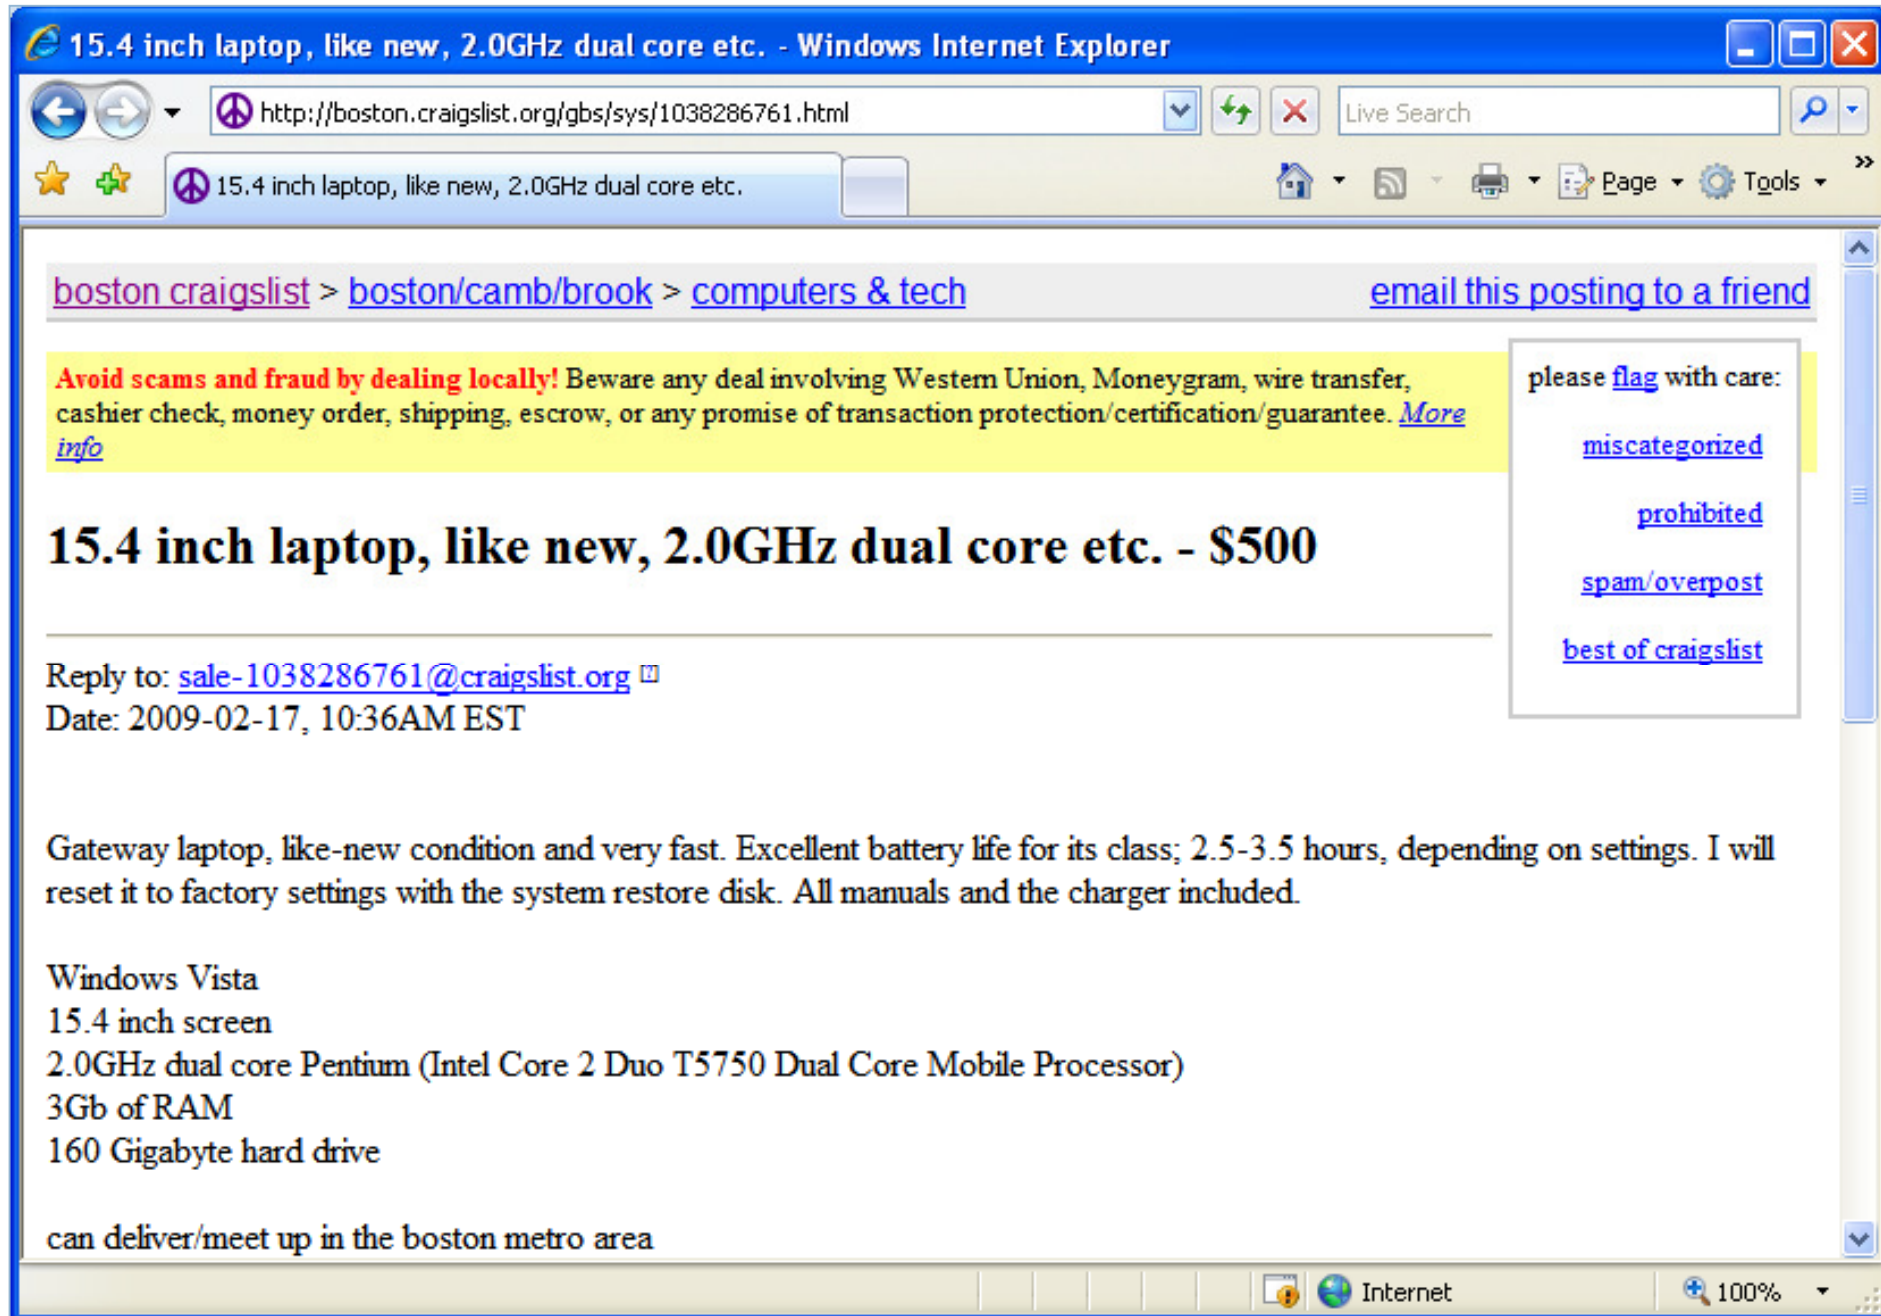 15.4 inch laptop, like new, 2.0GHz dual core etc. - Windows Internet Explorer
http://boston.craigslist.org/gbs/sys/1038286761.html
Live Search
15.4 inch laptop, like new, 2.0GHz dual core etc.
Page
Tools
»
boston craigslist > boston/camb/brook > computers & tech
email this posting to a friend
Avoid scams and fraud by dealing locally! Beware any deal involving Western Union, Moneygram, wire transfer,
cashier check, money order, shipping, escrow, or any promise of transaction protection/certification/guarantee. More
info
please flag with care:
miscategorized
prohibited
spam/overpost
best of craigslist
15.4 inch laptop, like new, 2.0GHz dual core etc. - $500
Reply to: sale-1038286761@craigslist.org [?]
Date: 2009-02-17, 10:36AM EST
Gateway laptop, like-new condition and very fast. Excellent battery life for its class; 2.5-3.5 hours, depending on settings. I will
reset it to factory settings with the system restore disk. All manuals and the charger included.
Windows Vista
15.4 inch screen
2.0GHz dual core Pentium (Intel Core 2 Duo T5750 Dual Core Mobile Processor)
3Gb of RAM
160 Gigabyte hard drive
can deliver/meet up in the boston metro area
Internet
100%